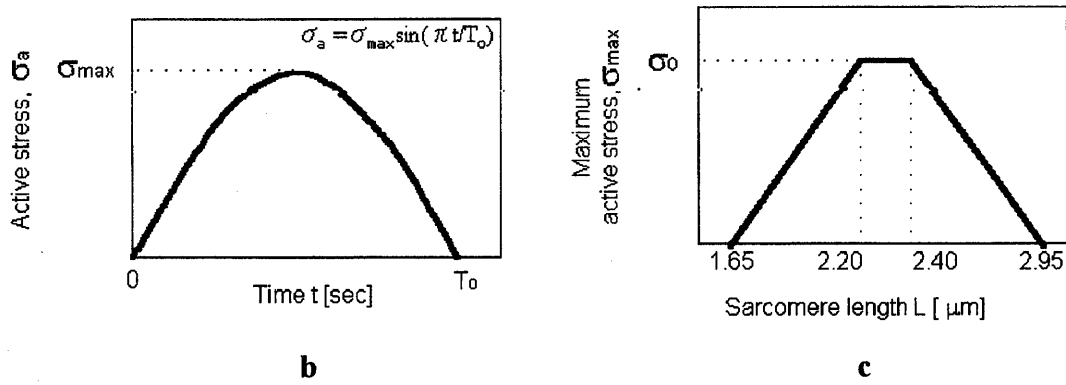 σa = σmax sin( π t/To)
Active stress, σa
σmax
0
To
Time t [sec]
b
Maximum
active stress, σmax
σo
1.65
2.20
2.40
2.95
Sarcomere length L [ μm]
c